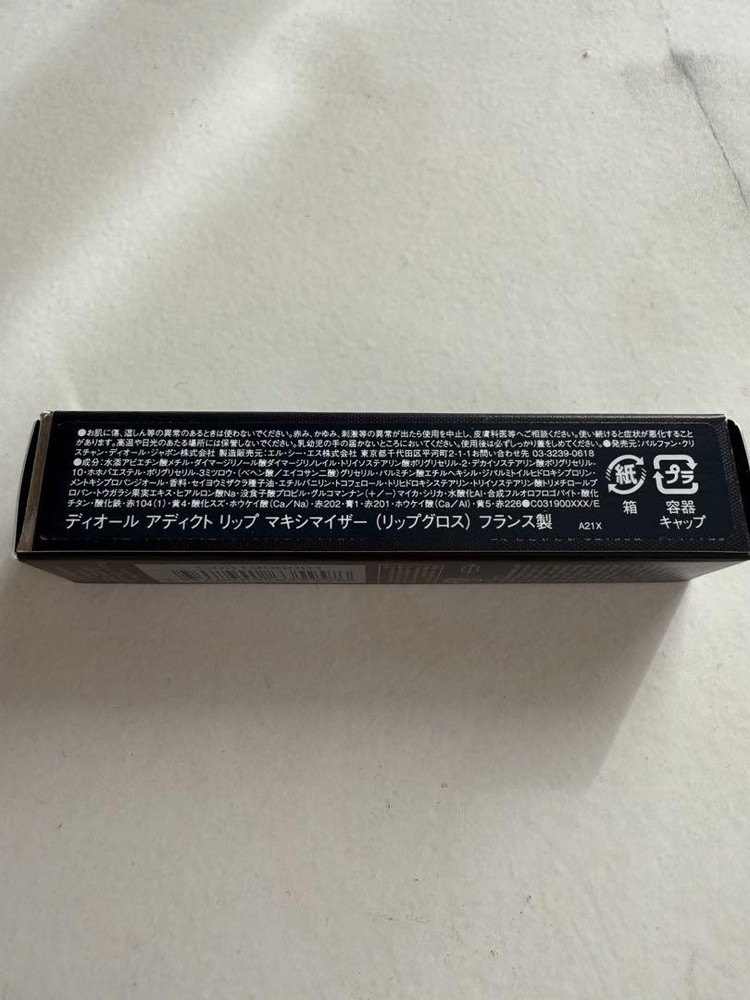 ●お肌に傷、湿しん等の異常のあるときは使わないでください。赤み、かゆみ、刺激等の異常が出たら使用を中止し、皮膚科医等へご相談ください。使い続けると症状が悪化すること
があります。高温や日光のあたる場所には保管しないでください。乳幼児の手の届かないところにおいてください。使用後は必ずしっかり蓋をしめてください。●発売元：パルファン・クリ
スチャン・ディオール・ジャポン株式会社 製造販売元：エル・シー・エス株式会社 東京都千代田区平河町2-1-1お問い合わせ先 03-3239-0618
●成分：水添アビエチン酸メチル・ダイマージリノール酸ダイマージリノレイル・トリイソステアリン酸ポリグリセリル-2・デカイソステアリン酸ポリグリセリル-
10・ホホバエステル・ポリグリセリル-3ミツロウ・(ベヘン酸/エイコサン二酸)グリセリル・パルミチン酸エチルヘキシル・ジパルミトイルヒドロキシプロリン・
メントキシプロパンジオール・香料・セイヨウミザクラ種子油・エチルバニリン・トコフェロール・トリヒドロキシステアリン・トリイソステアリン酸トリメチロールプ
ロパン・トウガラシ果実エキス・ヒアルロン酸Na・没食子酸プロピル・グルコマンナン(+/-)マイカ・シリカ・水酸化Al・合成フルオロフロゴパイト・酸化
チタン・酸化鉄・赤104(1)・黄4・酸化スズ・ホウケイ酸(Ca/Na)・赤202・青1・赤201・ホウケイ酸(Ca/Al)・黄5・赤226●C031900XXX/E
ディオール アディクト リップ マキシマイザー (リップグロス) フランス製 A21X
紙
箱
プラ
容器
キャップ